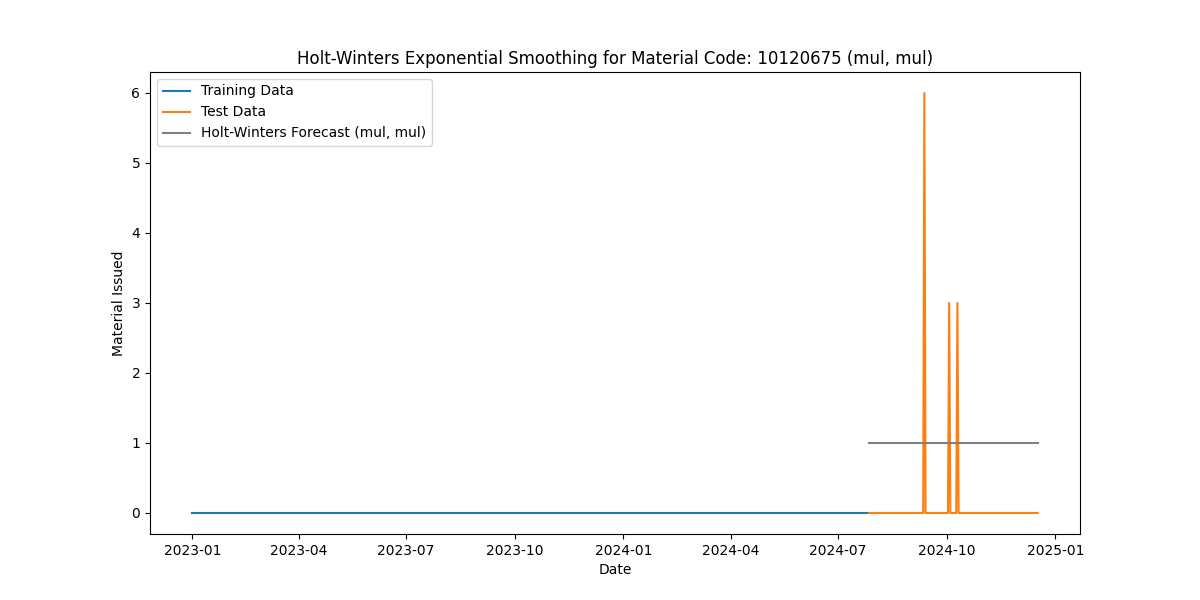 Holt-Winters Exponential Smoothing for Material Code: 10120675 (mul, mul)
Training Data
Test Data
Holt-Winters Forecast (mul, mul)
6
5
4
3
2
1
0
Material Issued
2023-01 2023-04 2023-07 2023-10 2024-01 2024-04 2024-07 2024-10 2025-01
Date